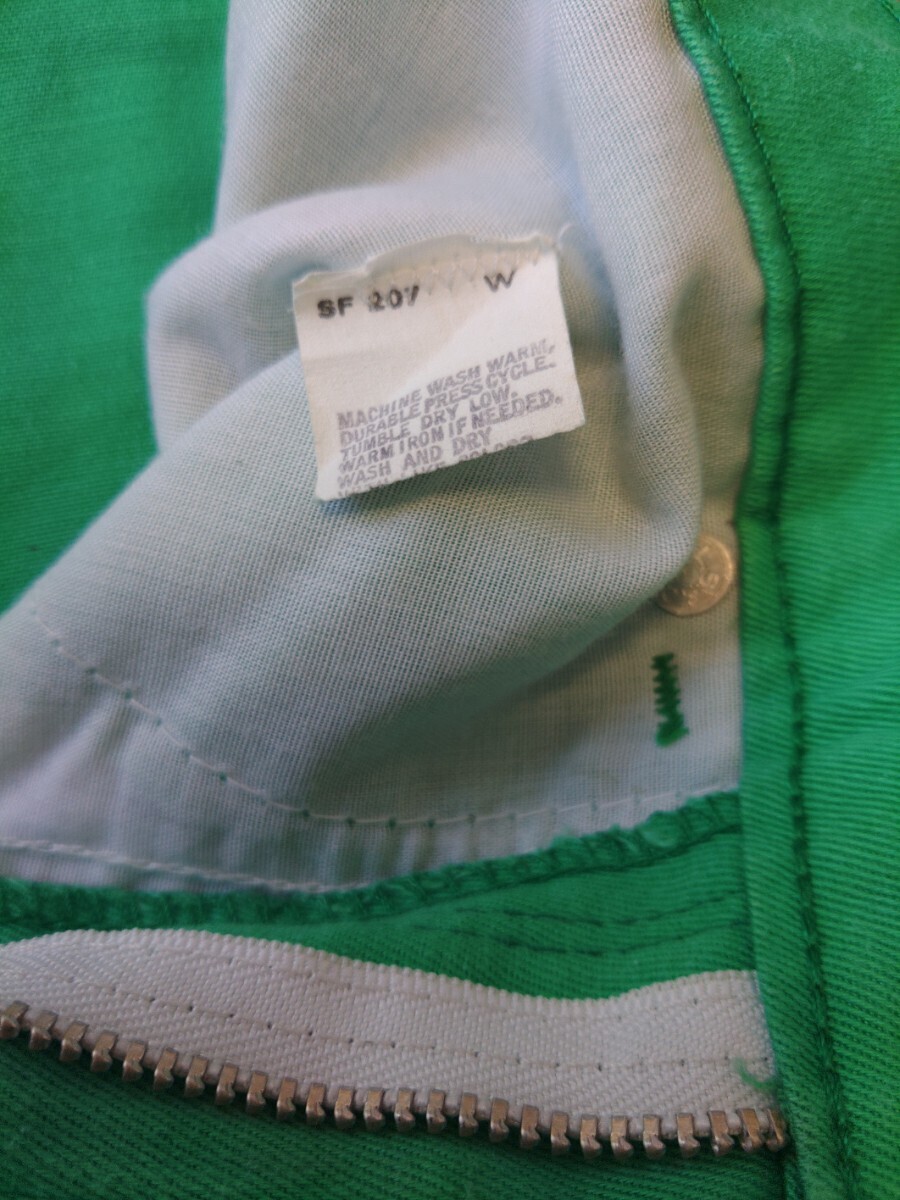 SF 207 W
MACHINE WASH WARM,
DURABLE PRESS CYCLE.
TUMBLE DRY LOW.
WARM IRON IF NEEDED.
WASH AND DRY